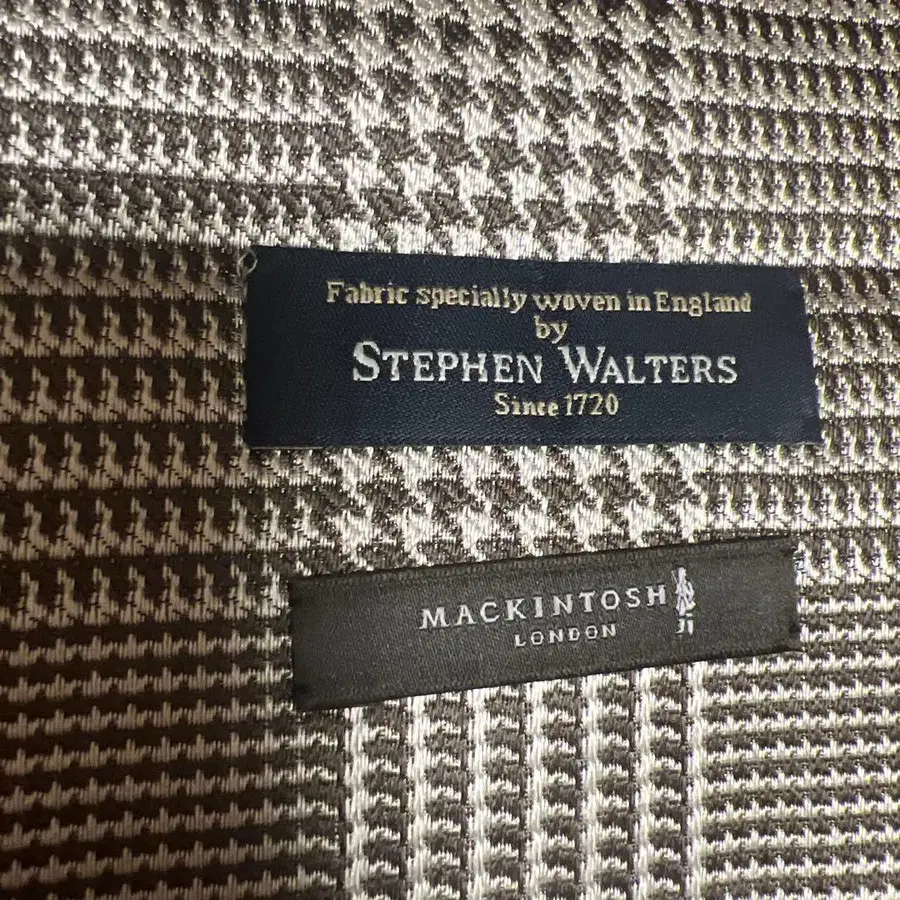 Fabric specially woven in England
by
STEPHEN WALTERS
Since 1720
MACKINTOSH
LONDON